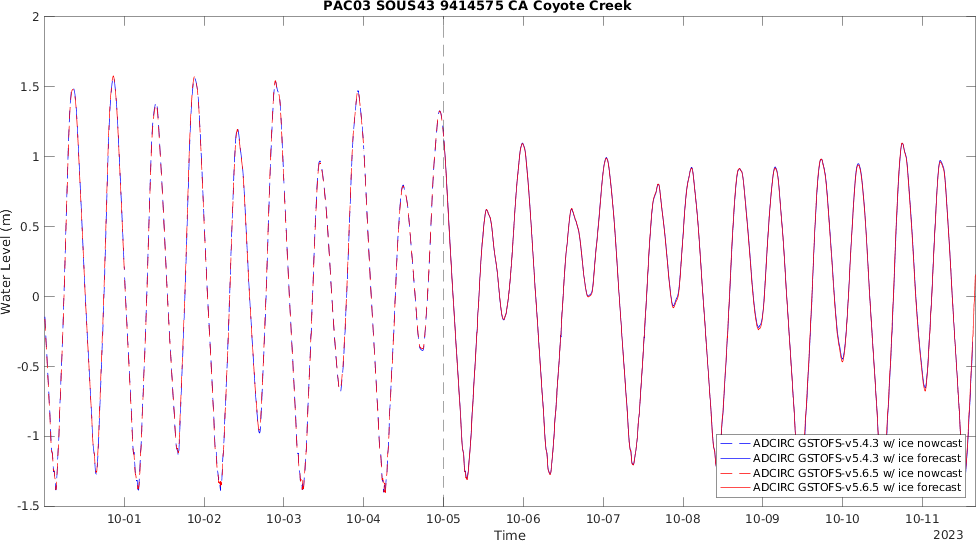 PAC03 SOUS43 9414575 CA Coyote Creek
2
1.5
1
0.5
0
-0.5
-1
-1.5
Water Level (m)
10-01 10-02 10-03 10-04 10-05 10-06 10-07 10-08 10-09 10-10 10-11
Time
2023
ADCIRC GSTOFS-v5.4.3 w/ ice nowcast
ADCIRC GSTOFS-v5.4.3 w/ ice forecast
ADCIRC GSTOFS-v5.6.5 w/ ice nowcast
ADCIRC GSTOFS-v5.6.5 w/ ice forecast